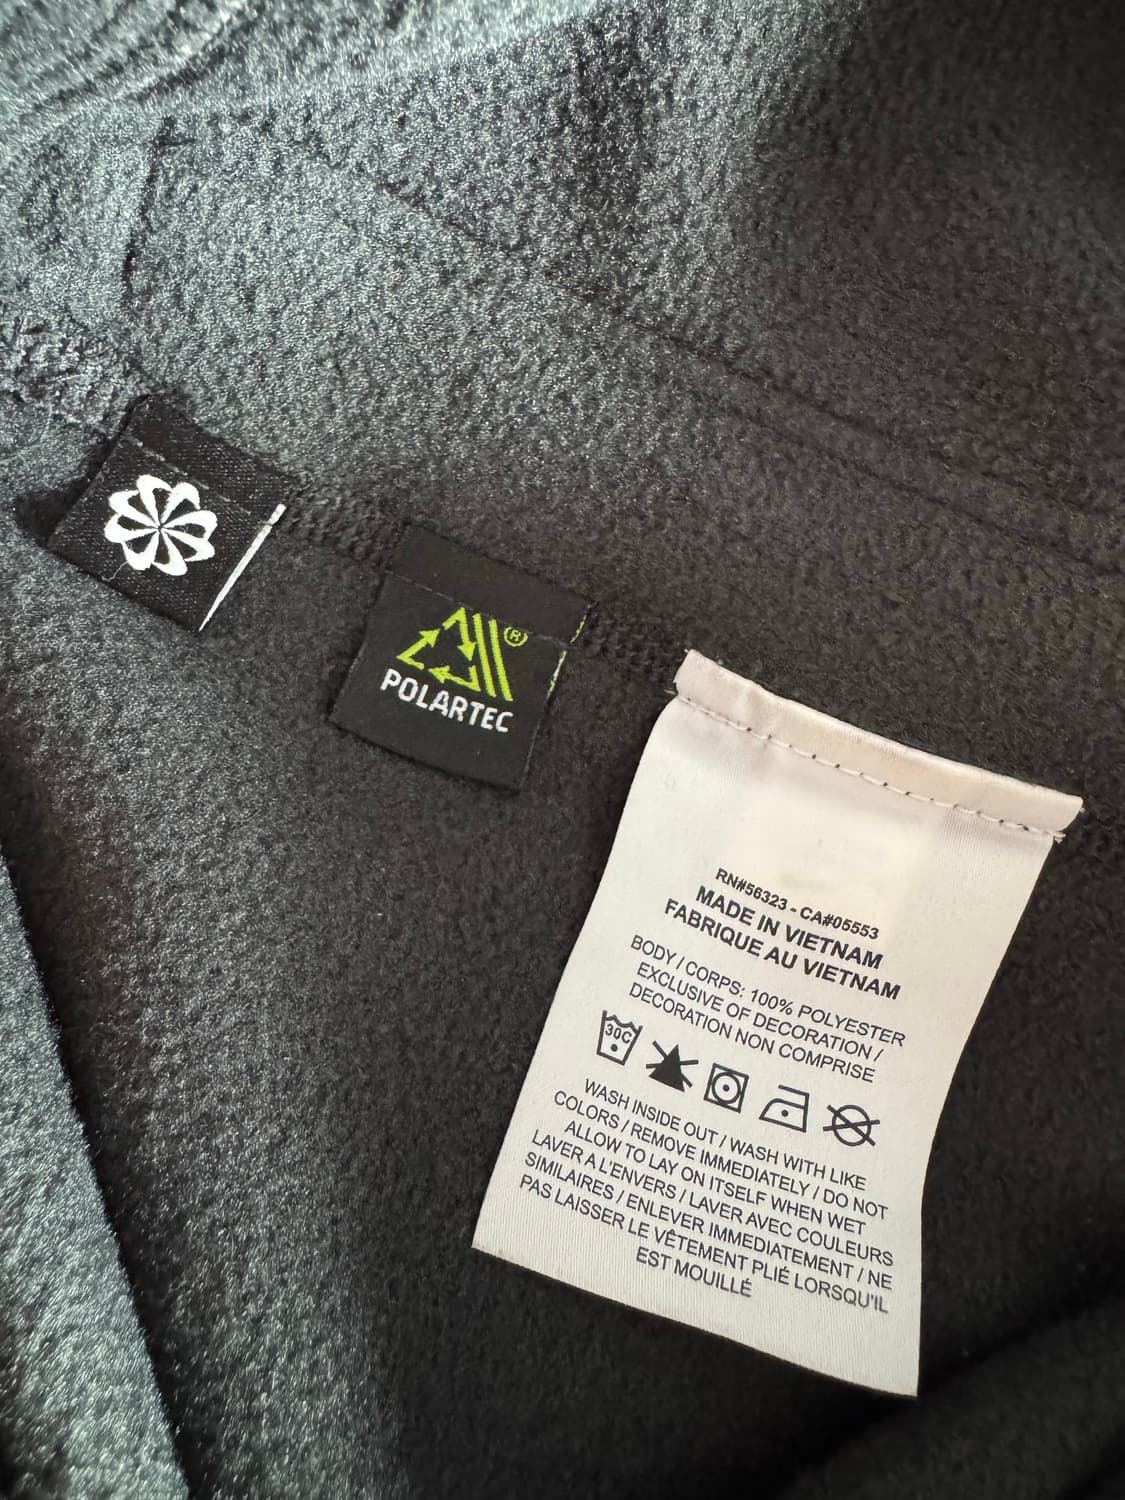 POLARTEC®
RN#56323 - CA#05553
MADE IN VIETNAM
FABRIQUE AU VIETNAM
BODY / CORPS: 100% POLYESTER
EXCLUSIVE OF DECORATION /
DECORATION NON COMPRISE
30C
WASH INSIDE OUT / WASH WITH LIKE
COLORS / REMOVE IMMEDIATELY / DO NOT
ALLOW TO LAY ON ITSELF WHEN WET
LAVER A L'ENVERS / LAVER AVEC COULEURS
SIMILAIRES / ENLEVER IMMEDIATEMENT / NE
PAS LAISSER LE VÊTEMENT PLIÉ LORSQU'IL
EST MOUILLÉ